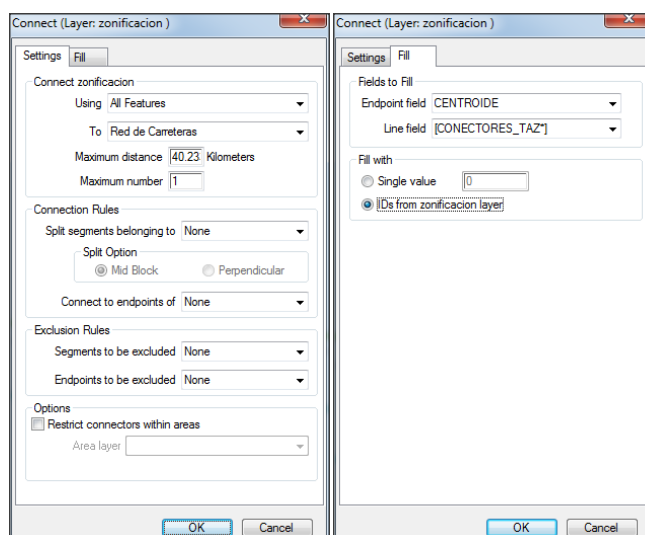 Connect (Layer: zonificacion )
Settings Fill
Connect zonificacion
Using All Features
To Red de Carreteras
Maximum distance 40.23 Kilometers
Maximum number 1
Connection Rules
Split segments belonging to None
Split Option
Mid Block Perpendicular
Connect to endpoints of None
Exclusion Rules
Segments to be excluded None
Endpoints to be excluded None
Options
Restrict connectors within areas
Area layer
OK Cancel
Connect (Layer: zonificacion )
Settings Fill
Fields to Fill
Endpoint field CENTROIDE
Line field [CONECTORES_TAZ*]
Fill with
Single value 0
IDs from zonificacion layer
OK Cancel